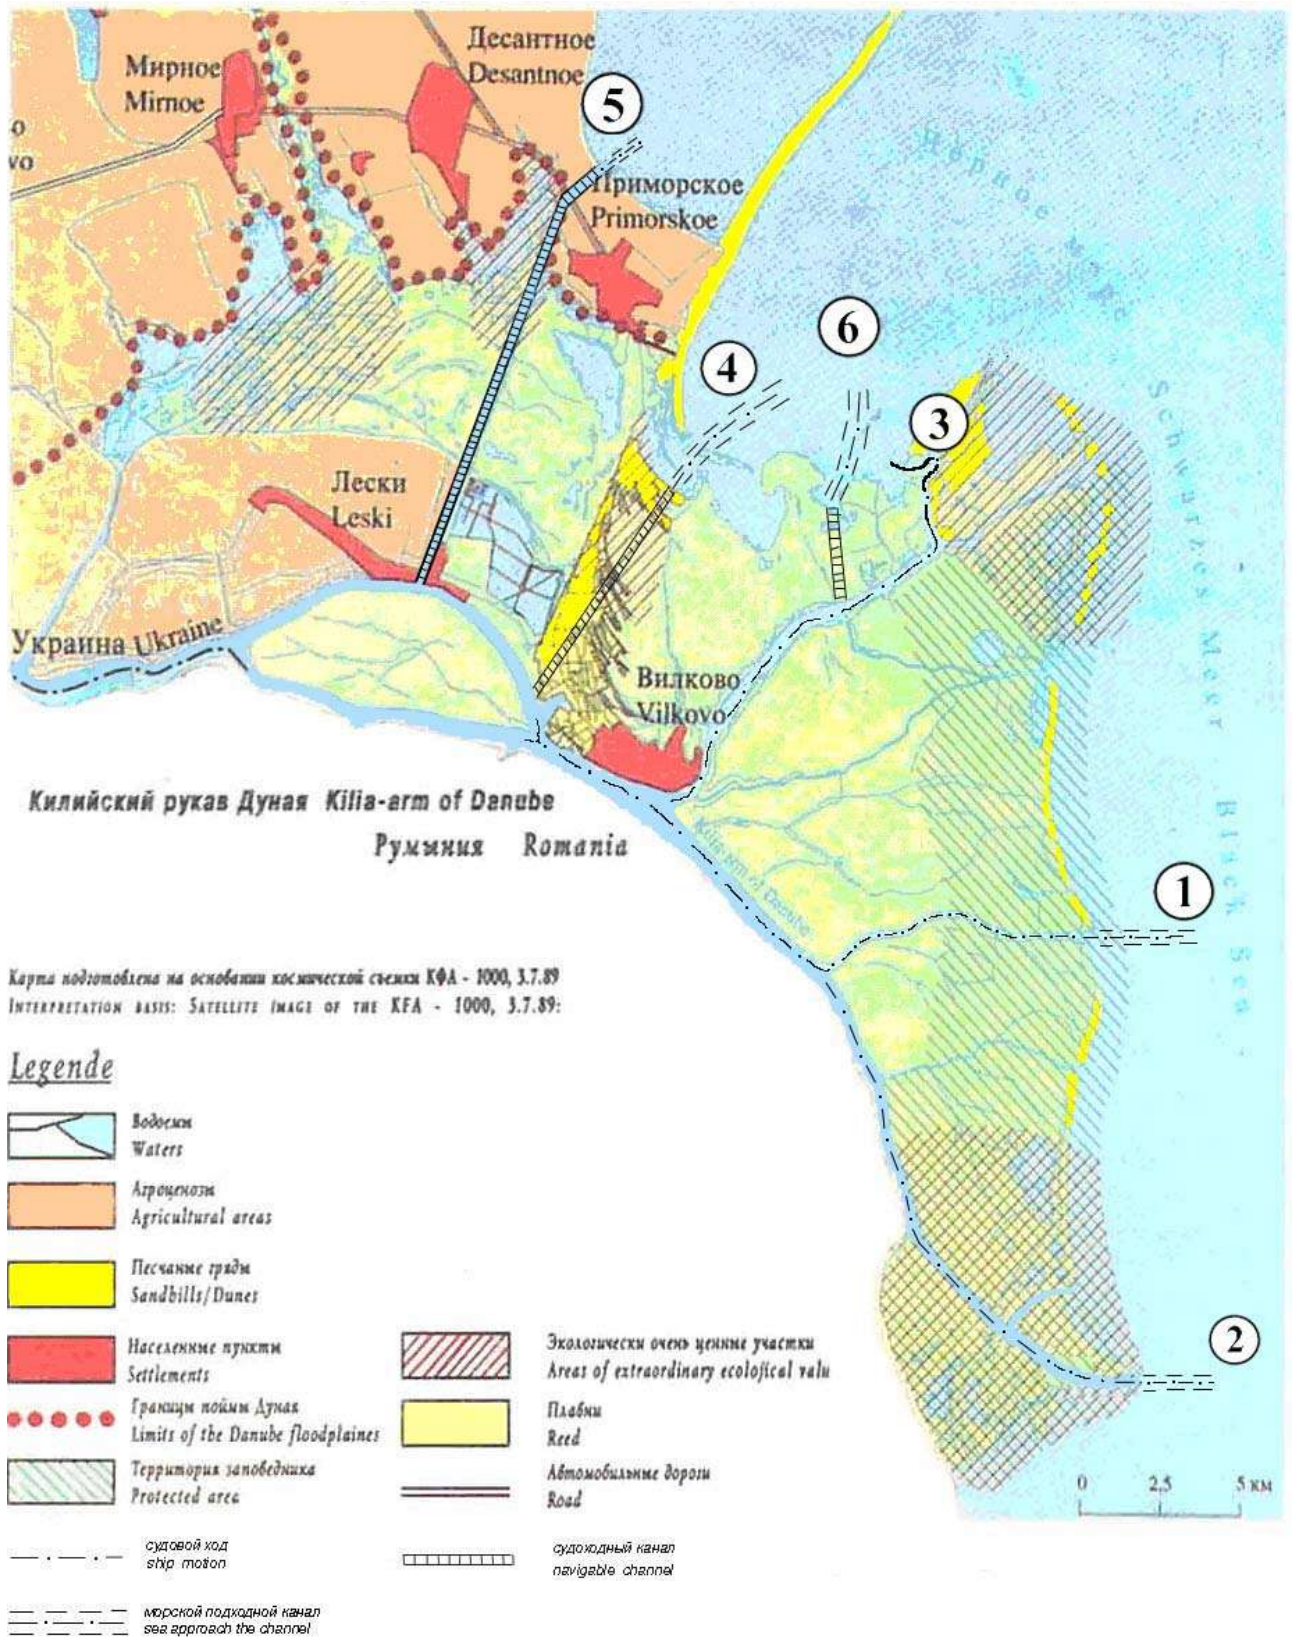 Десантное
Desantnoe
Мирное
Mirnoe
о
vo
5
Приморское
Primorskoe
6
4
3
Лески
Leski
Украина Ukraine
Вилково
Vilkovo
Килийский рукав Дуная Kilia-arm of Danube
Румыния Romania
Kilia-arm of Danube
Schwarzes Meer
Black Sea
1
Карта подготовлена на основании космической съемки КФА - 1000, 3.7.89
INTERPRETATION BASIS: SATELLITE IMAGE OF THE KFA - 1000, 3.7.89:
Legende
Водоемы
Waters
Агроценозы
Agricultural areas
Песчаные гряды
Sandbills/Dunes
2
Населенные пункты
Settlements
Экологически очень ценные участки
Areas of extraordinary ecolojical valu
Границы поймы Дуная
Limits of the Danube floodplaines
Плавни
Reed
Территория заповедника
Protected area
Автомобильные дороги
Road
0 2,5 5 км
судовой ход
ship motion
судоходный канал
navigable channel
морской подходной канал
sea approach the channel